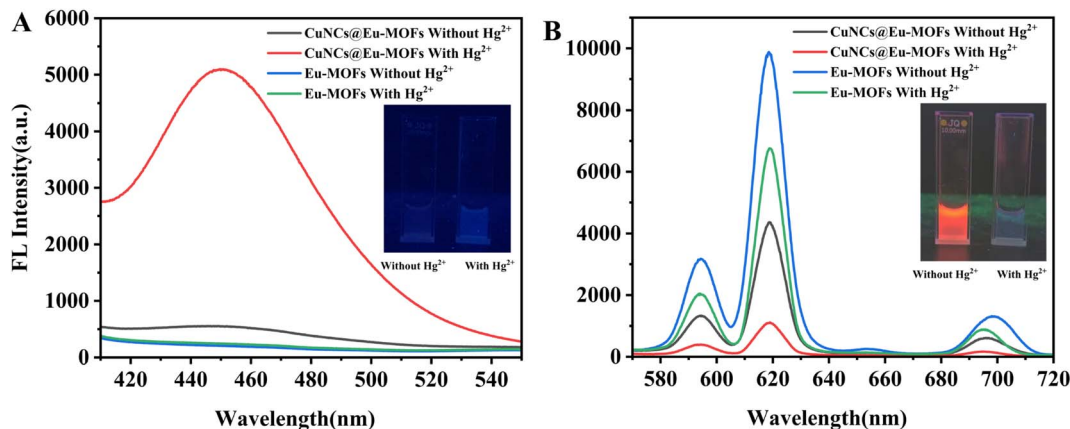 A
CuNCs@Eu-MOFs Without Hg²⁺
CuNCs@Eu-MOFs With Hg²⁺
Eu-MOFs Without Hg²⁺
Eu-MOFs With Hg²⁺
6000
5000
4000
3000
2000
1000
0
FL Intensity(a.u.)
Without Hg²⁺ With Hg²⁺
420 440 460 480 500 520 540
Wavelength(nm)
B
CuNCs@Eu-MOFs Without Hg²⁺
CuNCs@Eu-MOFs With Hg²⁺
Eu-MOFs Without Hg²⁺
Eu-MOFs With Hg²⁺
10000
8000
6000
4000
2000
0
JQ
10.00mm
Without Hg²⁺ With Hg²⁺
580 600 620 640 660 680 700 720
Wavelength(nm)